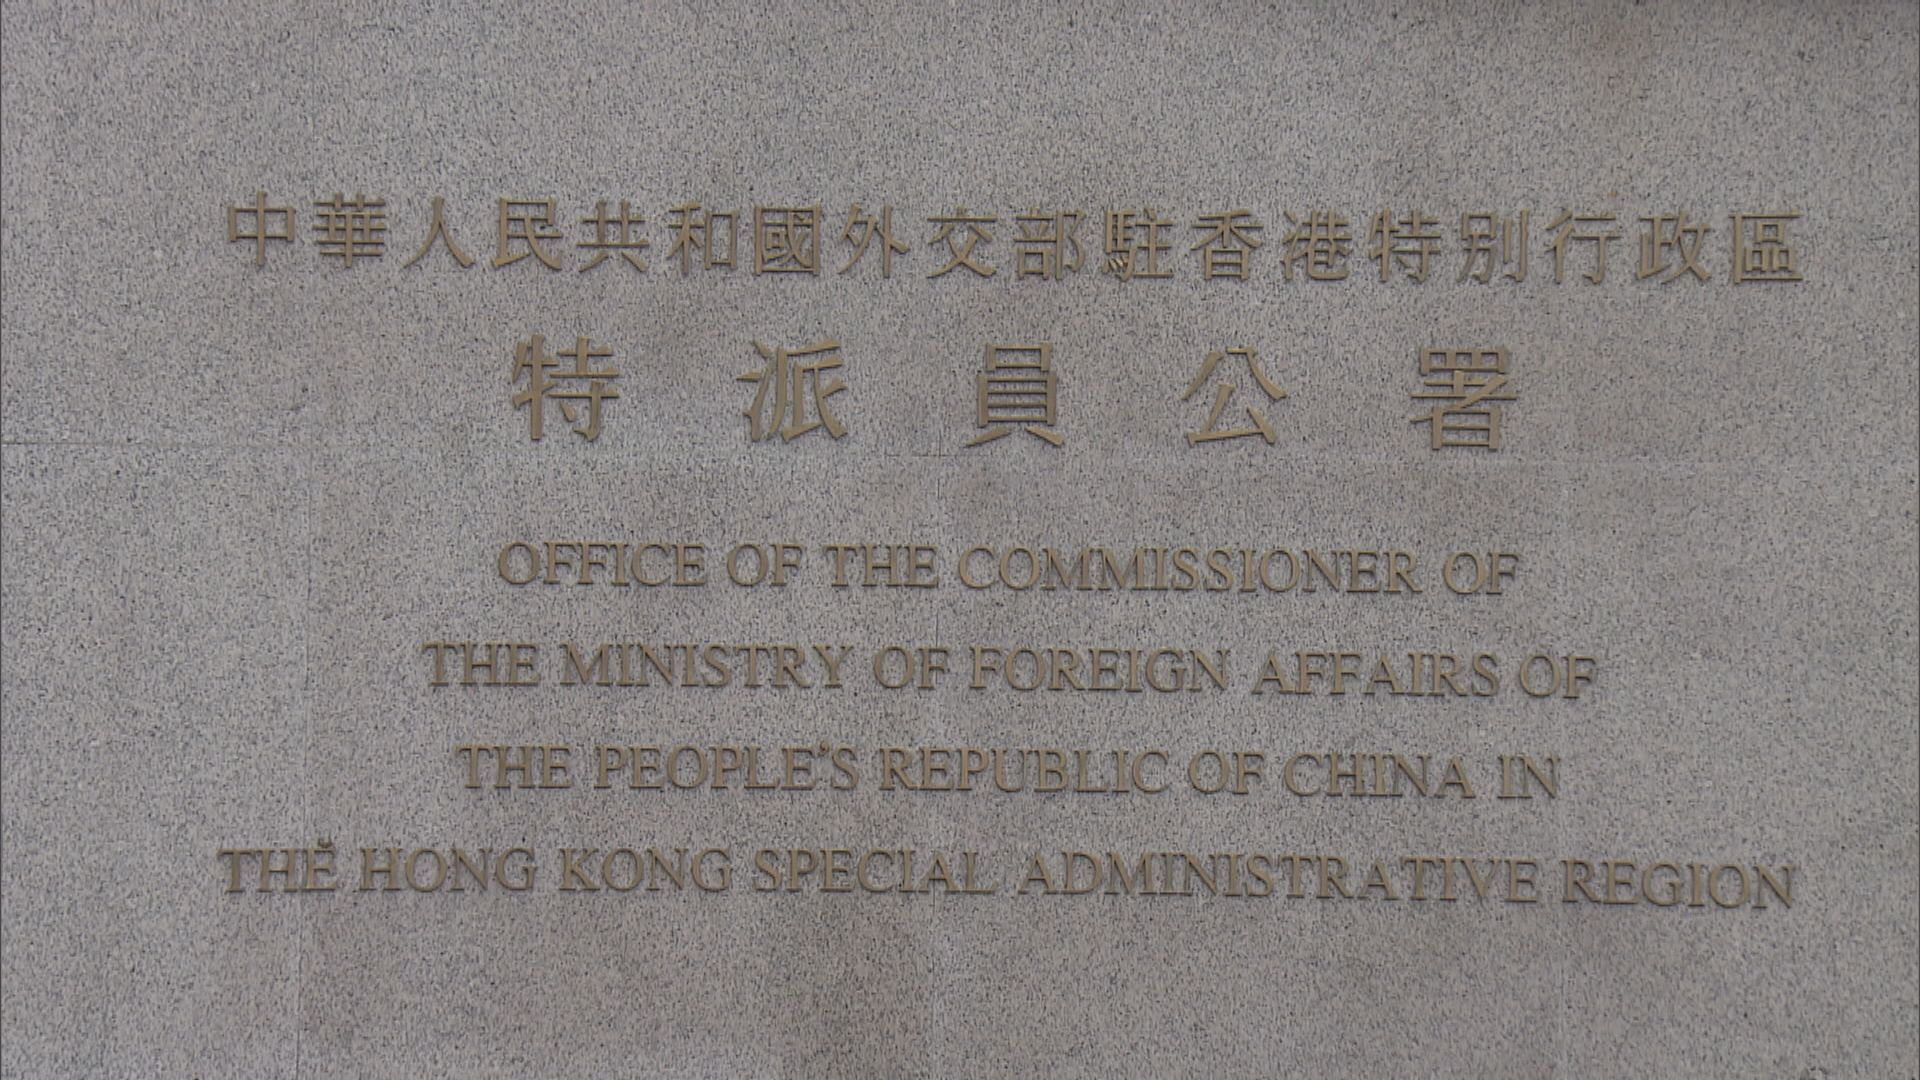 中華人民共和國外交部駐香港特別行政區
特派員公署
OFFICE OF THE COMMISSIONER OF
THE MINISTRY OF FOREIGN AFFAIRS OF
THE PEOPLE'S REPUBLIC OF CHINA IN
THE HONG KONG SPECIAL ADMINISTRATIVE REGION